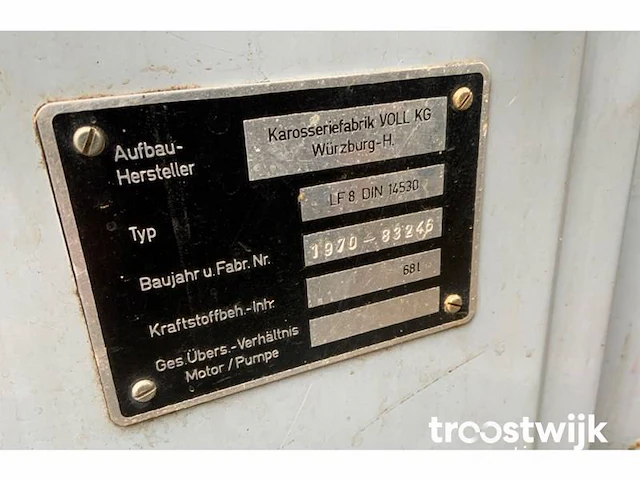 Aufbau-
Hersteller
Karosseriefabrik VOLL KG
Würzburg-H.
Typ
LF 8 DIN 14530
Baujahr u. Fabr. Nr.
1970-83246
Kraftstoffbeh.-Inh.
68 l
Ges.Übers.-Verhältnis
Motor/Pumpe
troostwijk